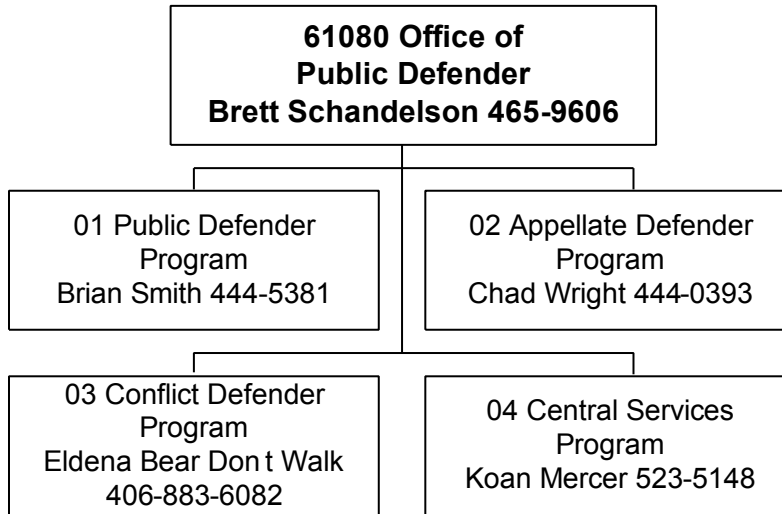 61080 Office of
Public Defender
Brett Schandelson 465-9606
01 Public Defender
Program
Brian Smith 444-5381
02 Appellate Defender
Program
Chad Wright 444-0393
03 Conflict Defender
Program
Eldena Bear Don t Walk
406-883-6082
04 Central Services
Program
Koan Mercer 523-5148